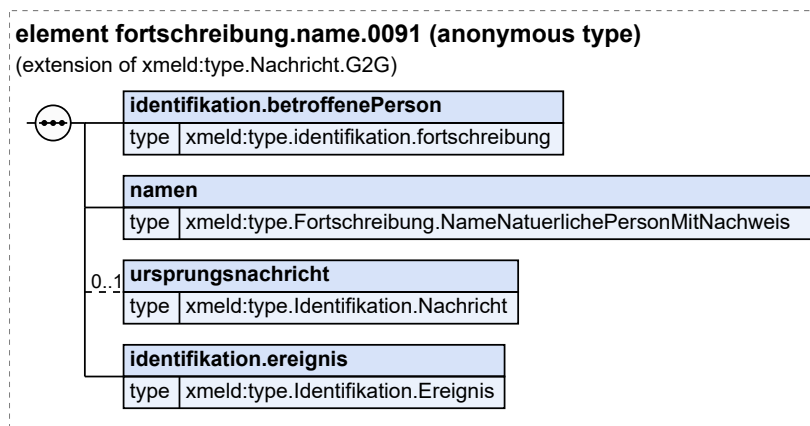 element fortschreibung.name.0091 (anonymous type)
(extension of xmeld:type.Nachricht.G2G)
identifikation.betroffenePerson
type xmeld:type.identifikation.fortschreibung
namen
type xmeld:type.Fortschreibung.NameNatuerlichePersonMitNachweis
0..1 ursprungsnachricht
type xmeld:type.Identifikation.Nachricht
identifikation.ereignis
type xmeld:type.Identifikation.Ereignis